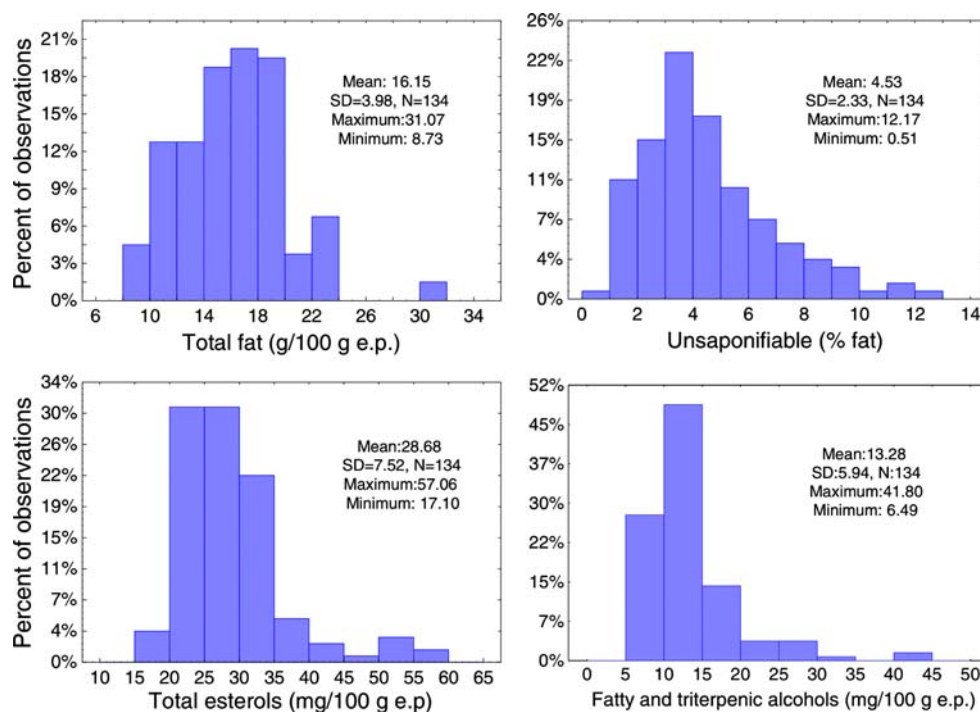 Percent of observations
21%
18%
15%
12%
9%
6%
3%
0%
Mean: 16.15
SD=3.98, N=134
Maximum:31.07
Minimum: 8.73
6 10 14 18 22 26 30 34
Total fat (g/100 g e.p.)
26%
22%
19%
15%
11%
7%
4%
0%
Mean: 4.53
SD=2.33, N=134
Maximum:12.17
Minimum: 0.51
0 2 4 6 8 10 12 14
Unsaponifiable (% fat)
Percent of observations
34%
30%
26%
22%
19%
15%
11%
7%
4%
0%
Mean:28.68
SD=7.52, N=134
Maximum:57.06
Minimum: 17.10
10 15 20 25 30 35 40 45 50 55 60 65
Total esterols (mg/100 g e.p)
52%
45%
37%
30%
22%
15%
7%
0%
Mean:13.28
SD:5.94, N:134
Maximum:41.80
Minimum: 6.49
0 5 10 15 20 25 30 35 40 45 50
Fatty and triterpenic alcohols (mg/100 g e.p.)